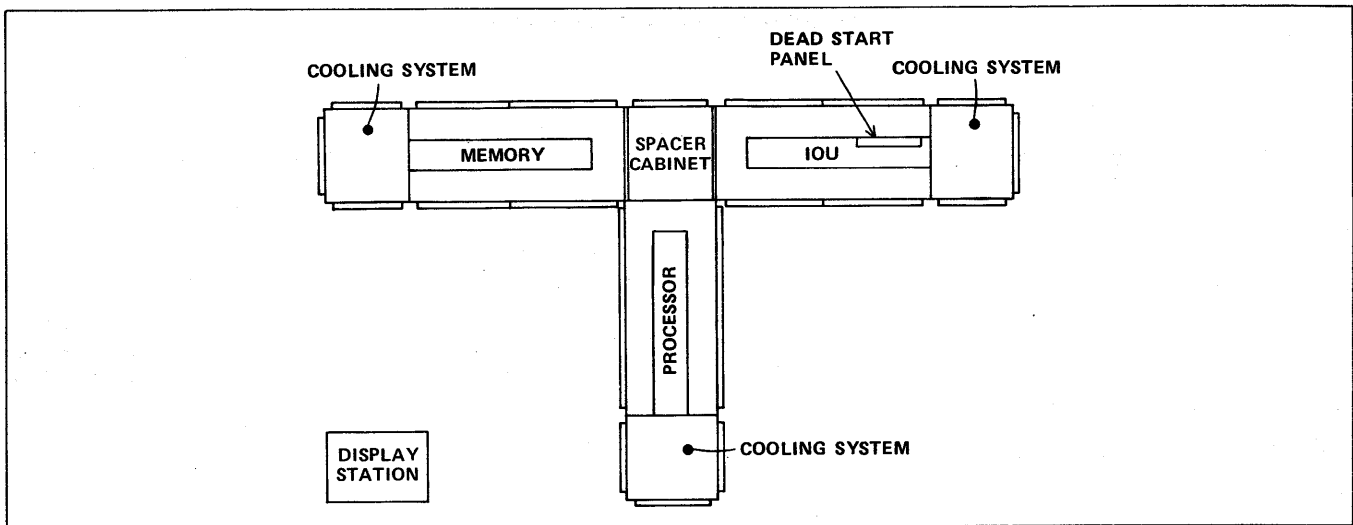 DEAD START
PANEL
COOLING SYSTEM
COOLING SYSTEM
MEMORY
SPACER
CABINET
IOU
PROCESSOR
DISPLAY
STATION
COOLING SYSTEM